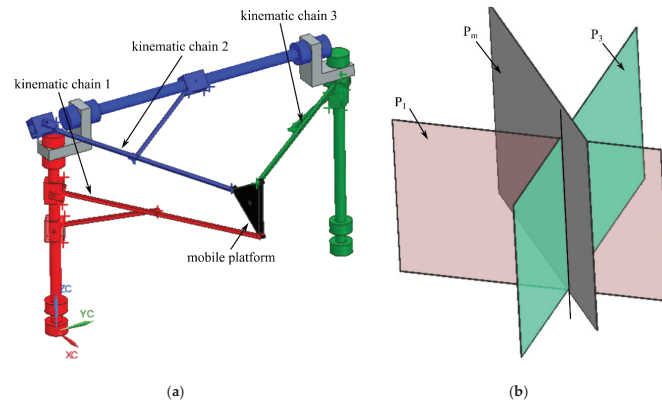 kinematic chain 3
kinematic chain 2
kinematic chain 1
mobile platform
ZC
YC
XC
(a)
Pm
P3
P1
(b)